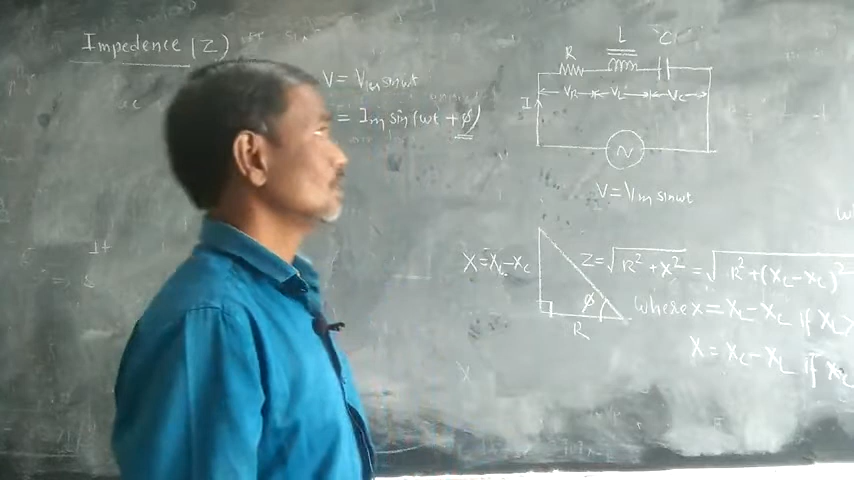 Impedence (Z)
V = Vm sinωt
= Im sin(ωt + φ)
R L C
VR VL VC
I
V = Vm sinωt
X = XL-XC
Z = √R² + X² = √R² + (XL-XC)²
φ
R
where X = XL - XC if XL>
X = XC - XL if XC